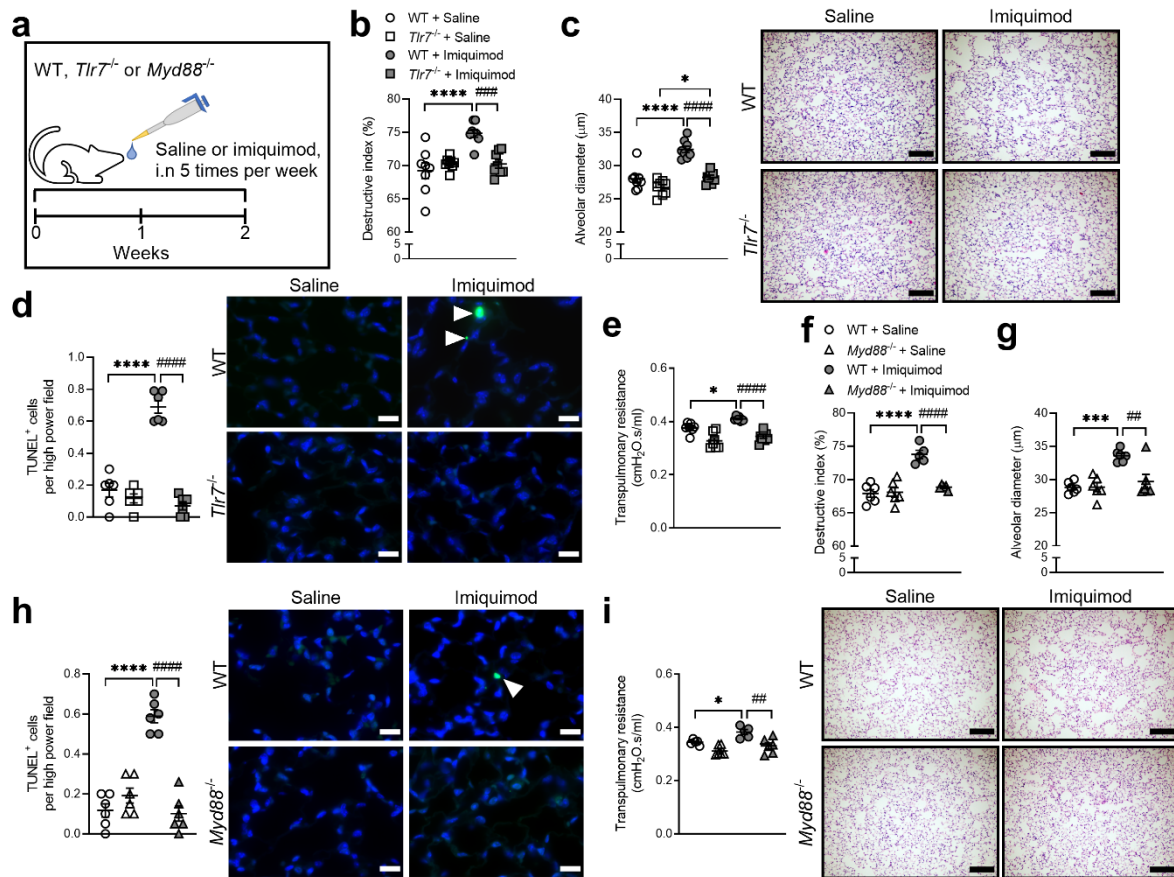 a
WT, Tlr7-/- or Myd88-/-
Saline or imiquimod,
i.n 5 times per week
0 1 2
Weeks
b
WT + Saline
Tlr7-/- + Saline
WT + Imiquimod
Tlr7-/- + Imiquimod
**** ###
Destructive index (%)
80
75
70
65
5
0
c
*
**** ####
Alveolar diameter (μm)
40
35
30
25
20
5
0
Saline Imiquimod
WT
Tlr7-/-
d
**** ####
TUNEL+ cells
per high power field
1.0
0.8
0.6
0.4
0.2
0.0
Saline Imiquimod
WT
Tlr7-/-
e
* ####
Transpulmonary resistance
(cmH2O.s/ml)
0.6
0.4
0.2
0.0
f
WT + Saline
Myd88-/- + Saline
WT + Imiquimod
Myd88-/- + Imiquimod
**** ####
Destructive index (%)
80
75
70
65
5
0
g
*** ##
Alveolar diameter (μm)
40
35
30
25
20
5
0
h
**** ####
TUNEL+ cells
per high power field
0.8
0.6
0.4
0.2
0.0
Saline Imiquimod
WT
Myd88-/-
i
* ##
Transpulmonary resistance
(cmH2O.s/ml)
0.6
0.4
0.2
0.0
Saline Imiquimod
WT
Myd88-/-